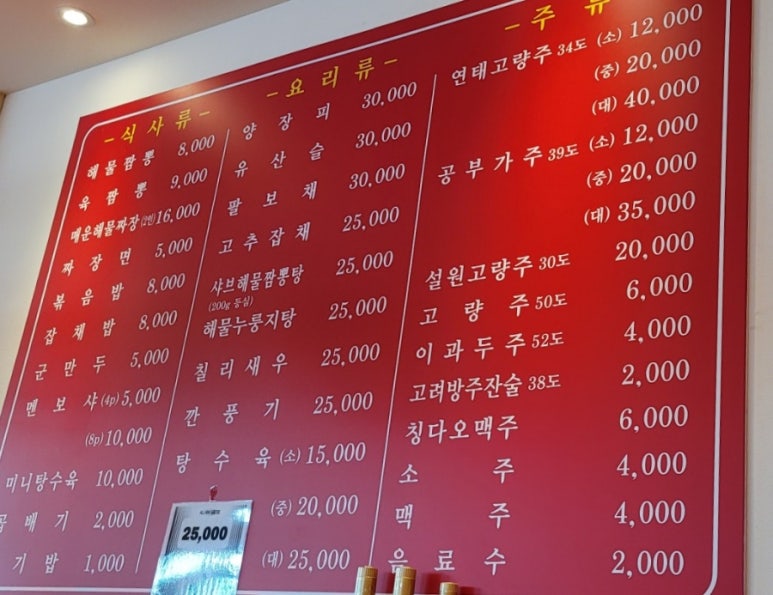 - 식 사 류 -
해 물 짬 뽕 8,000
육 짬 뽕 9,000
매운해물짜장 (2인) 16,000
짜 장 면 5,000
볶 음 밥 8,000
잡 채 밥 8,000
군 만 두 5,000
멘 보 샤 (4p) 5,000
(8p) 10,000
미니탕수육 10,000
곱 배 기 2,000
기 밥 1,000
- 요 리 류 -
양 장 피 30,000
유 산 슬 30,000
팔 보 채 30,000
고 추 잡 채 25,000
샤브해물짬뽕탕 25,000
(200g 등심)
해물누룽지탕 25,000
칠 리 새 우 25,000
깐 풍 기 25,000
탕 수 육 (소) 15,000
(중) 20,000
(대) 25,000
25,000
- 주 류
연태고량주 34도 (소) 12,000
(중) 20,000
(대) 40,000
공 부 가 주 39도 (소) 12,000
(중) 20,000
(대) 35,000
설원고량주 30도 20,000
고 량 주 50도 6,000
이 과 두 주 52도 4,000
고려방주잔술 38도 2,000
칭다오맥주 6,000
소 주 4,000
맥 주 4,000
음 료 수 2,000